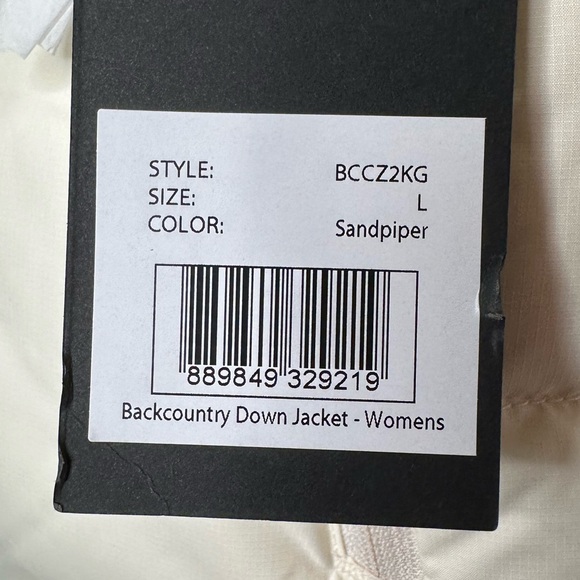 STYLE: BCCZ2KG
SIZE: L
COLOR: Sandpiper
889849 329219
Backcountry Down Jacket - Womens